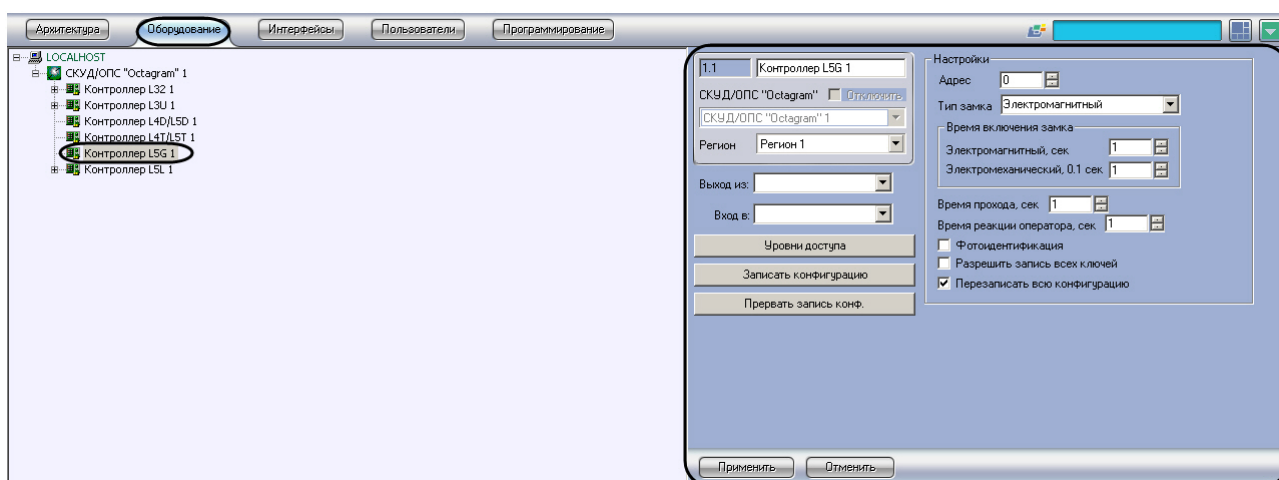 Архитектура Оборудование Интерфейсы Пользователи Программирование
LOCALHOST
СКУД/ОПС "Octagram" 1
Контроллер L32 1
Контроллер L3U 1
Контроллер L4D/L5D 1
Контроллер L4T/L5T 1
Контроллер L5G 1
Контроллер L5L 1
1.1 Контроллер L5G 1
СКУД/ОПС "Octagram" Отключить
СКУД/ОПС "Octagram" 1
Регион Регион 1
Выход из:
Вход в:
Уровни доступа
Записать конфигурацию
Прервать запись конф.
Настройки
Адрес 0
Тип замка Электромагнитный
Время включения замка
Электромагнитный, сек 1
Электромеханический, 0.1 сек 1
Время прохода, сек 1
Время реакции оператора, сек 1
Фотоидентификация
Разрешить запись всех ключей
Перезаписать всю конфигурацию
Применить Отменить